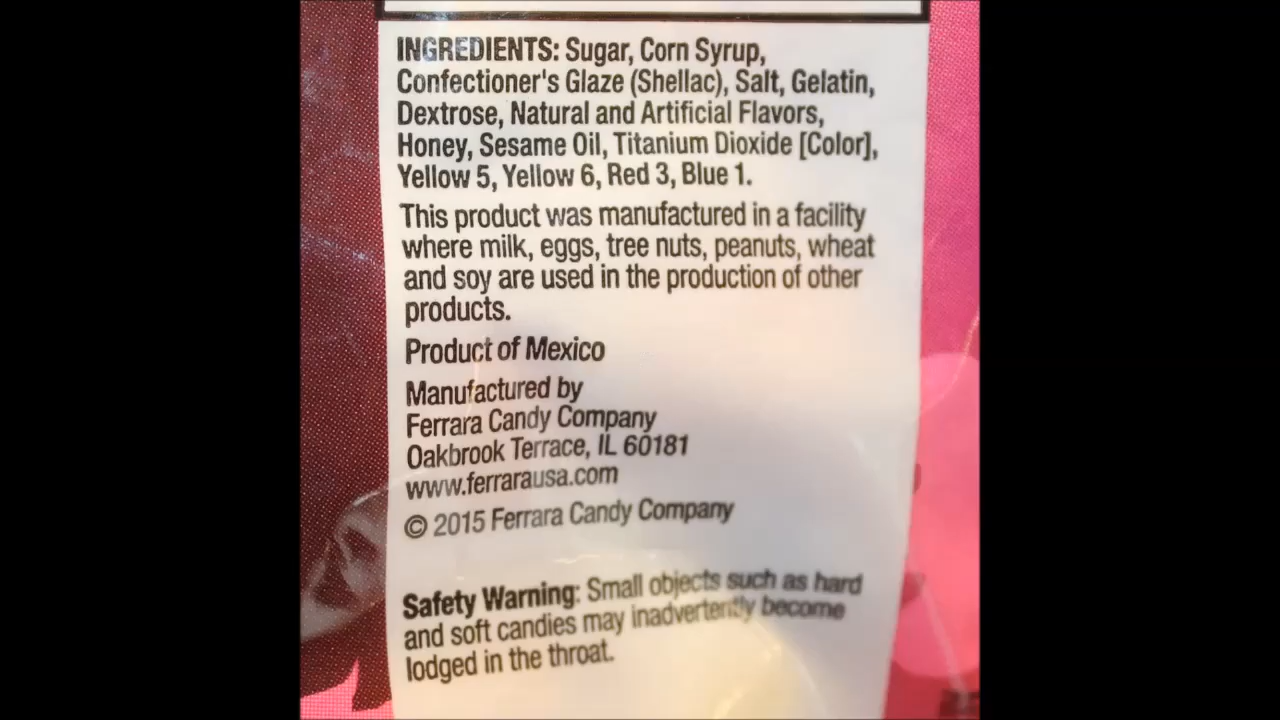 INGREDIENTS: Sugar, Corn Syrup,
Confectioner's Glaze (Shellac), Salt, Gelatin,
Dextrose, Natural and Artificial Flavors,
Honey, Sesame Oil, Titanium Dioxide [Color],
Yellow 5, Yellow 6, Red 3, Blue 1.
This product was manufactured in a facility
where milk, eggs, tree nuts, peanuts, wheat
and soy are used in the production of other
products.
Product of Mexico
Manufactured by
Ferrara Candy Company
Oakbrook Terrace, IL 60181
www.ferrarausa.com
© 2015 Ferrara Candy Company
Safety Warning: Small objects such as hard
and soft candies may inadvertently become
lodged in the throat.